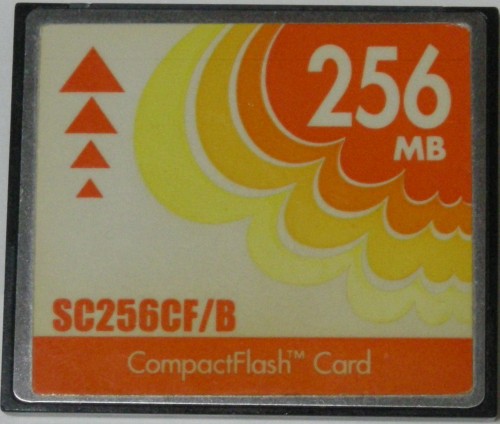 256
MB
SC256CF/B
CompactFlash™ Card